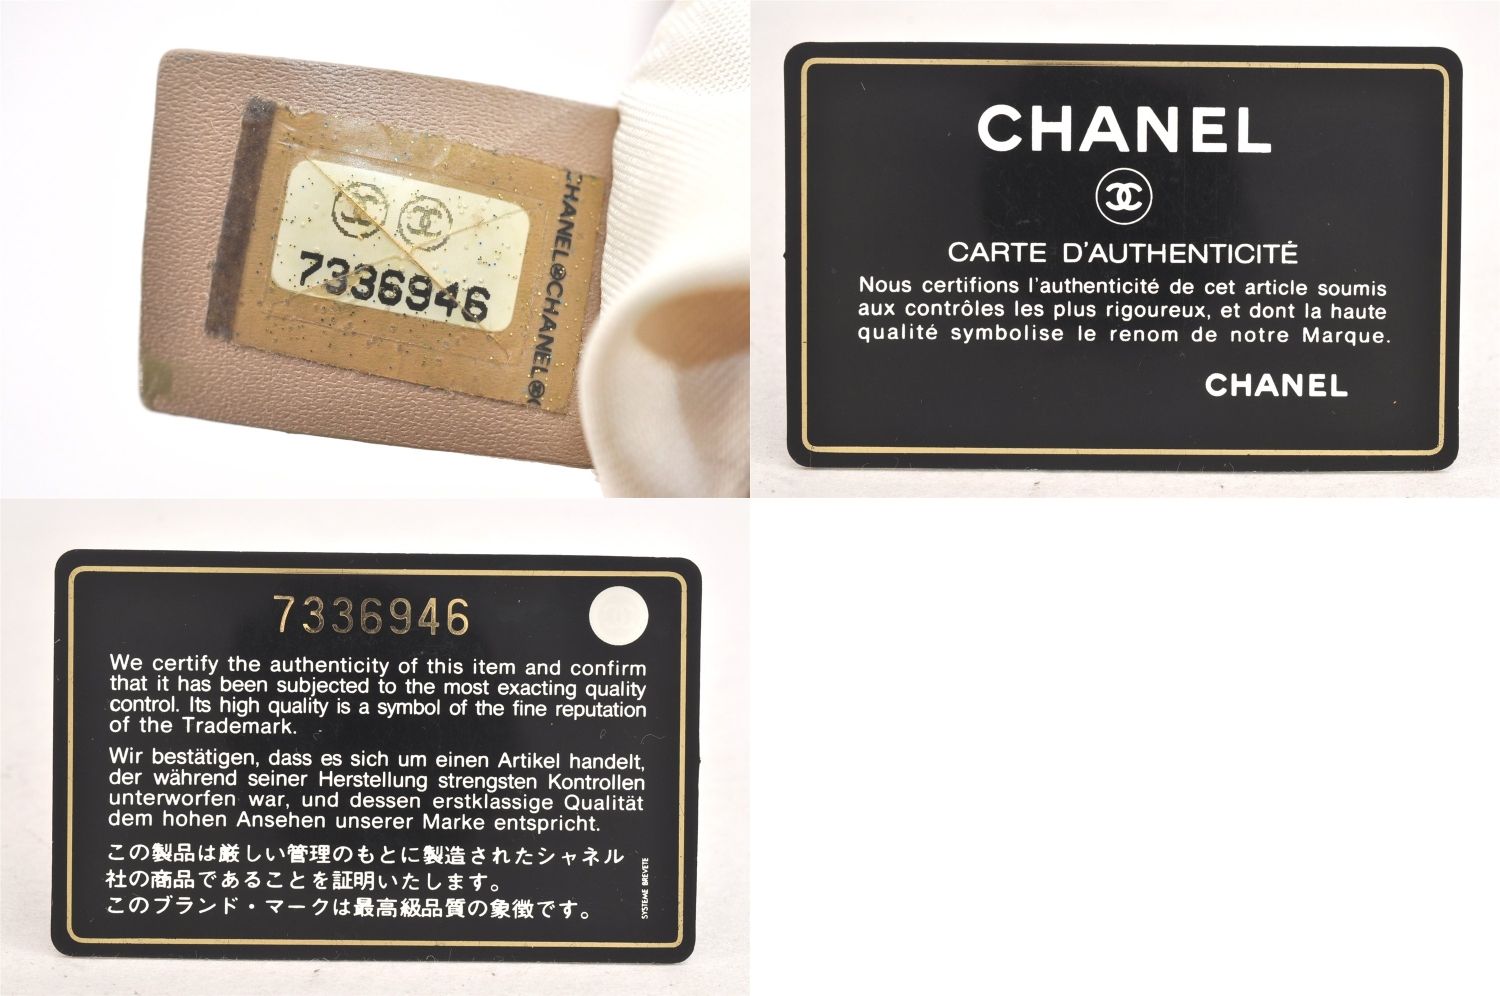 7336946
CHANEL CHANEL
CHANEL
CARTE D'AUTHENTICITÉ
Nous certifions l'authenticité de cet article soumis
aux contrôles les plus rigoureux, et dont la haute
qualité symbolise le renom de notre Marque.
CHANEL
7336946
We certify the authenticity of this item and confirm
that it has been subjected to the most exacting quality
control. Its high quality is a symbol of the fine reputation
of the Trademark.
Wir bestätigen, dass es sich um einen Artikel handelt,
der während seiner Herstellung strengsten Kontrollen
unterworfen war, und dessen erstklassige Qualität
dem hohen Ansehen unserer Marke entspricht.
この製品は厳しい管理のもとに製造されたシャネル
社の商品であることを証明いたします。
このブランド・マークは最高級品質の象徴です。
SYSTEME BREVETE